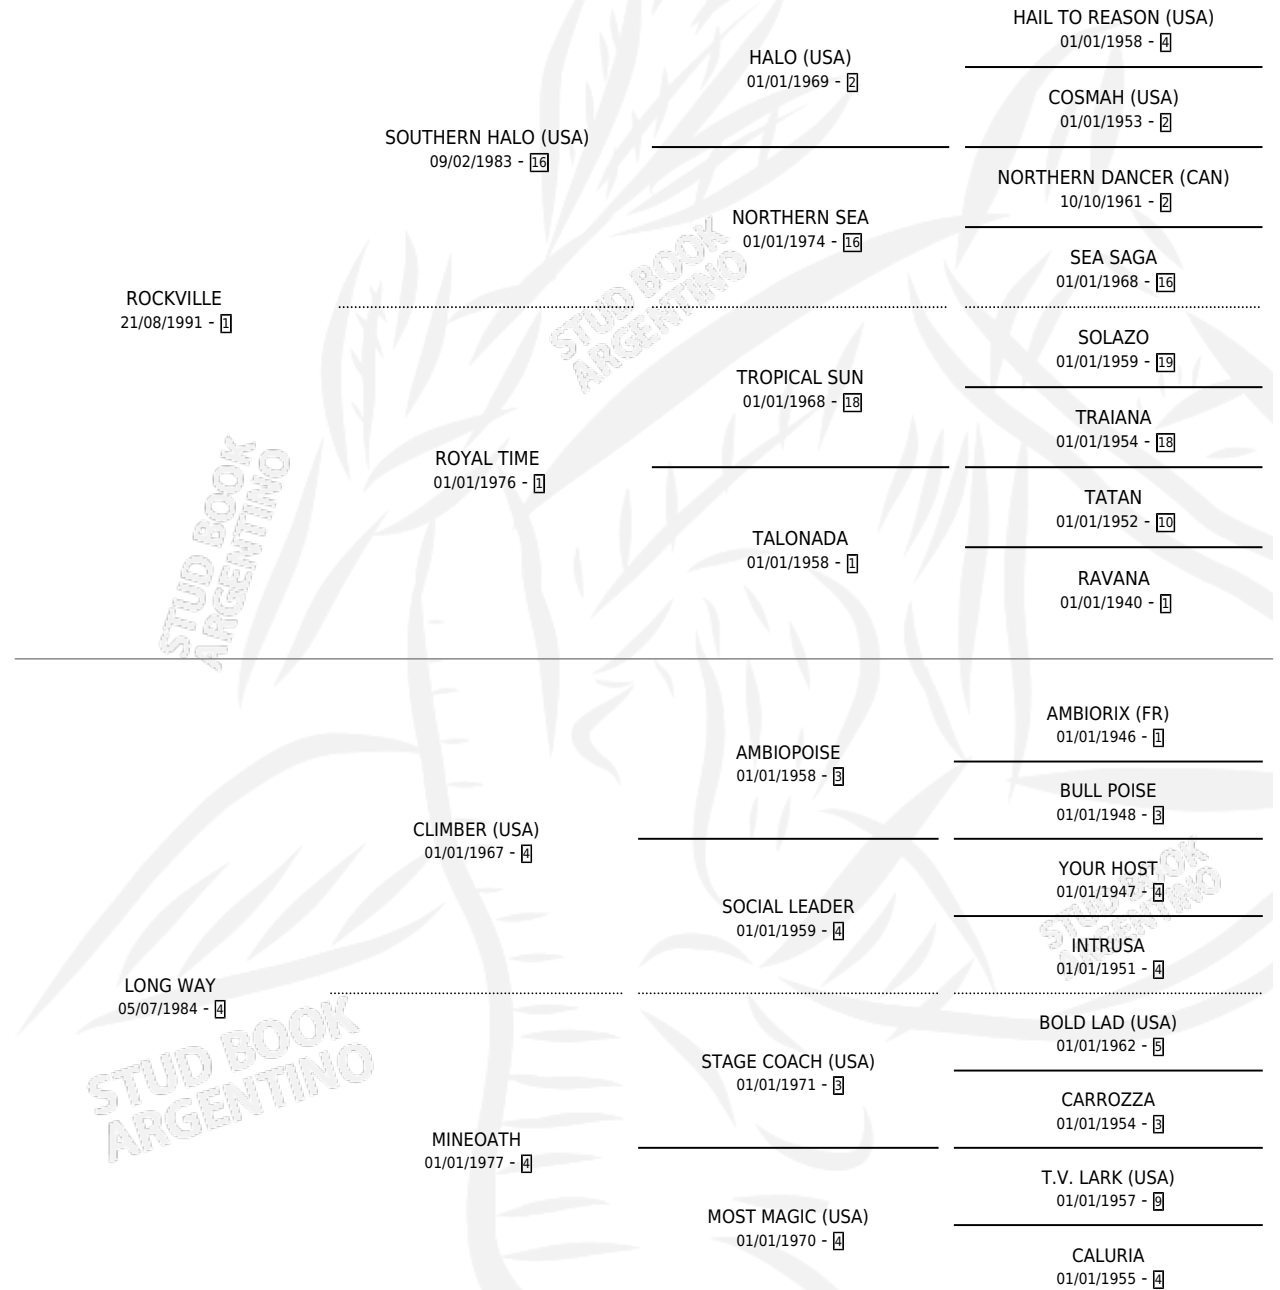 HAIL TO REASON (USA)
01/01/1958 - 4
HALO (USA)
01/01/1969 - 2
COSMAH (USA)
01/01/1953 - 2
SOUTHERN HALO (USA)
09/02/1983 - 16
NORTHERN DANCER (CAN)
10/10/1961 - 2
NORTHERN SEA
01/01/1974 - 16
SEA SAGA
01/01/1968 - 16
ROCKVILLE
21/08/1991 - 1
STUD BOOK
ARGENTINO
SOLAZO
01/01/1959 - 19
TROPICAL SUN
01/01/1968 - 18
TRAIANA
01/01/1954 - 18
ROYAL TIME
01/01/1976 - 1
TATAN
01/01/1952 - 10
TALONADA
01/01/1958 - 1
RAVANA
01/01/1940 - 1
STUD BOOK
ARGENTINO
AMBIORIX (FR)
01/01/1946 - 1
AMBIOPOISE
01/01/1958 - 3
BULL POISE
01/01/1948 - 3
CLIMBER (USA)
01/01/1967 - 4
YOUR HOST
01/01/1947 - 4
SOCIAL LEADER
01/01/1959 - 4
STUD BOOK
ARGENTINO
INTRUSA
01/01/1951 - 4
LONG WAY
05/07/1984 - 4
BOLD LAD (USA)
01/01/1962 - 5
STAGE COACH (USA)
01/01/1971 - 3
STUD BOOK
ARGENTINO
CARROZZA
01/01/1954 - 3
MINEOATH
01/01/1977 - 4
T.V. LARK (USA)
01/01/1957 - 9
MOST MAGIC (USA)
01/01/1970 - 4
CALURIA
01/01/1955 - 4